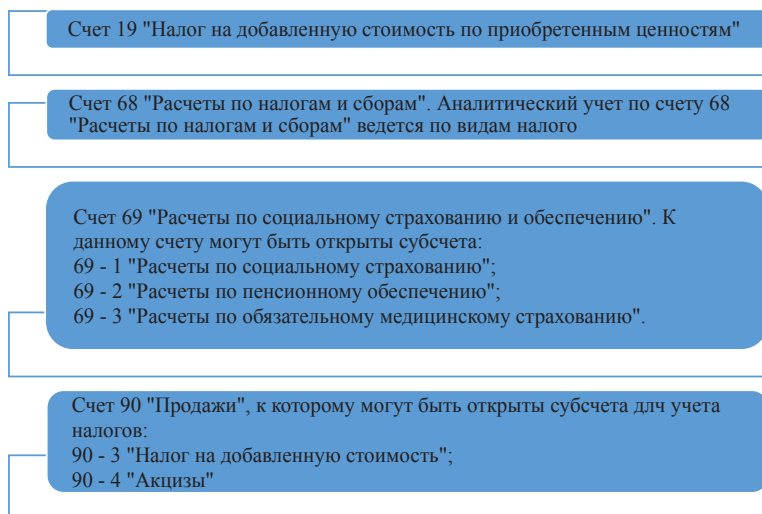 Счет 19 "Налог на добавленную стоимость по приобретенным ценностям"
Счет 68 "Расчеты по налогам и сборам". Аналитический учет по счету 68
"Расчеты по налогам и сборам" ведется по видам налого
Счет 69 "Расчеты по социальному страхованию и обеспечению". К
данному счету могут быть открыты субсчета:
69 - 1 "Расчеты по социальному страхованию";
69 - 2 "Расчеты по пенсионному обеспечению";
69 - 3 "Расчеты по обязательному медицинскому страхованию".
Счет 90 "Продажи", к которому могут быть открыты субсчета длч учета
налогов:
90 - 3 "Налог на добавленную стоимость";
90 - 4 "Акцизы"